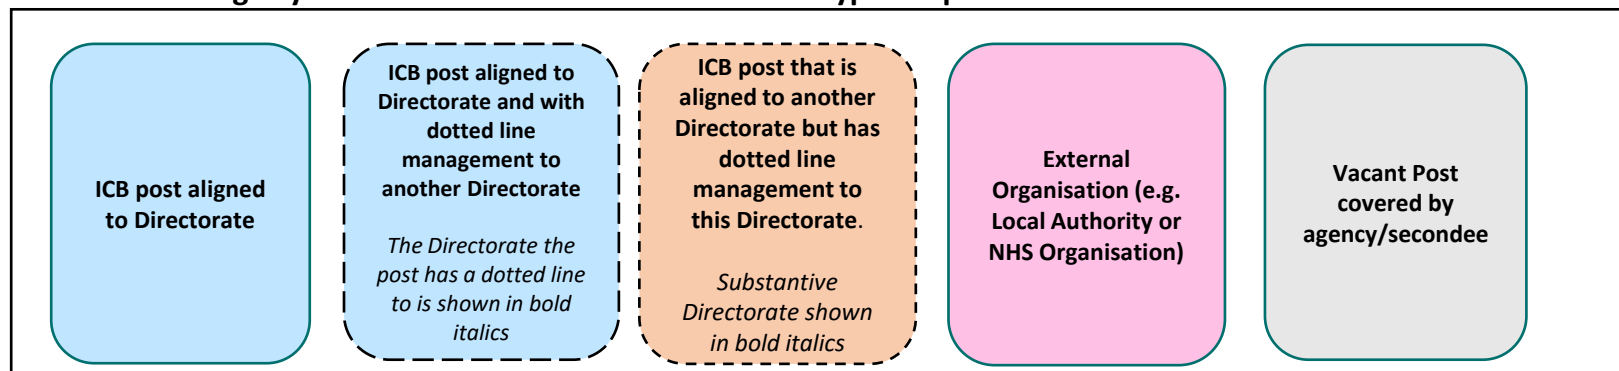 ICB post aligned
to Directorate
ICB post aligned to
Directorate and with
dotted line
management to
another Directorate
The Directorate the
post has a dotted line
to is shown in bold
italics
ICB post that is
aligned to another
Directorate but has
dotted line
management to
this Directorate.
Substantive
Directorate shown
in bold italics
External
Organisation (e.g.
Local Authority or
NHS Organisation)
Vacant Post
covered by
agency/secondee